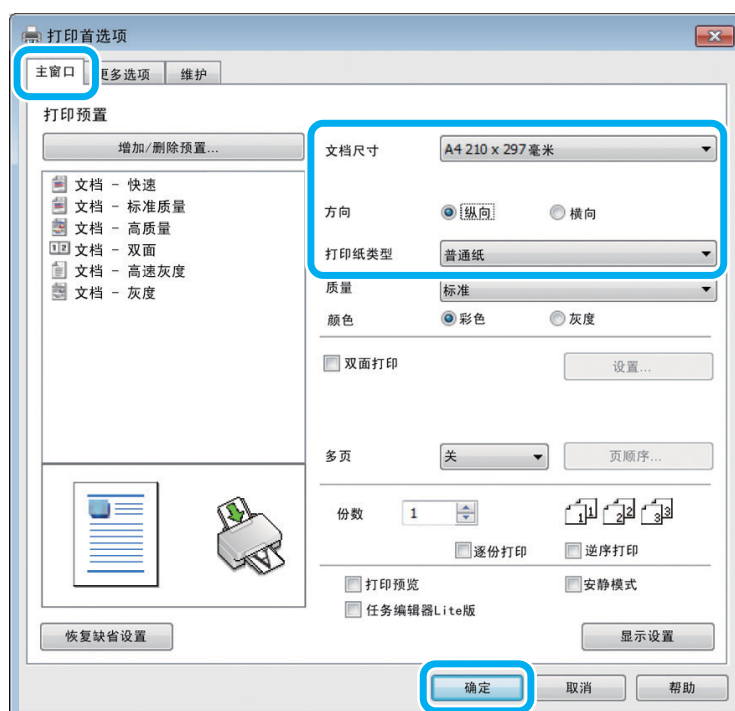 打印首选项
主窗口 更多选项 维护
打印预置
增加/删除预置...
文档 - 快速
文档 - 标准质量
文档 - 高质量
文档 - 双面
文档 - 高速灰度
文档 - 灰度
恢复缺省设置
文档尺寸 A4 210 x 297 毫米
方向 纵向 横向
打印纸类型 普通纸
质量 标准
颜色 彩色 灰度
双面打印 设置...
多页 关 页顺序...
份数 1 1 1 2 2 3 3
逐份打印 逆序打印
打印预览 安静模式
任务编辑器Lite版
显示设置
确定 取消 帮助